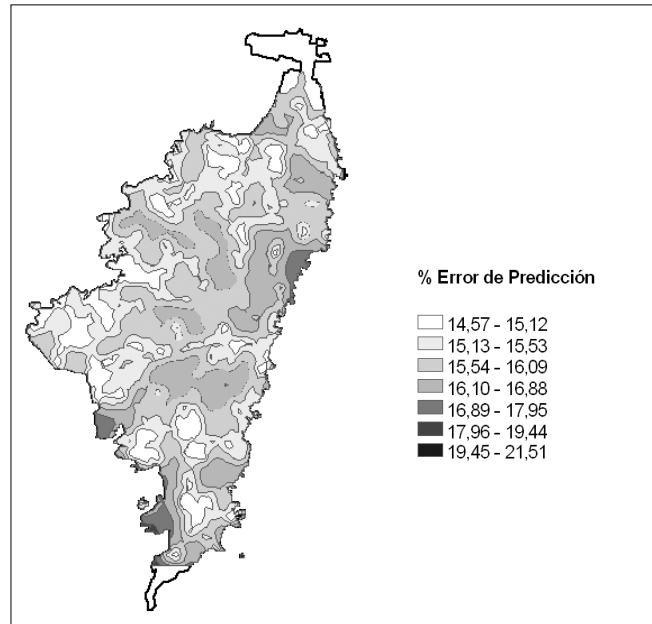 % Error de Predicción
14,57 - 15,12
15,13 - 15,53
15,54 - 16,09
16,10 - 16,88
16,89 - 17,95
17,96 - 19,44
19,45 - 21,51